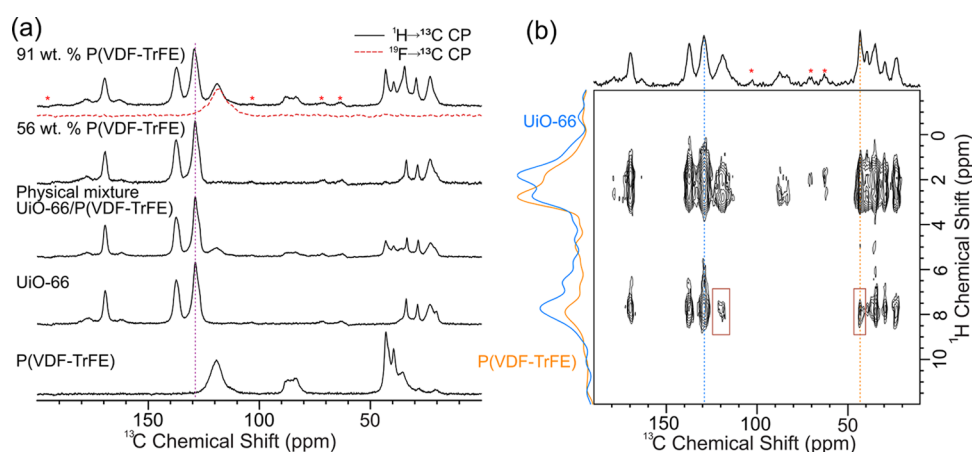 (a)
¹H→¹³C CP
¹⁹F→¹³C CP
91 wt. % P(VDF-TrFE)
*
*
*
*
56 wt. % P(VDF-TrFE)
Physical mixture
UiO-66/P(VDF-TrFE)
UiO-66
P(VDF-TrFE)
150
100
50
¹³C Chemical Shift (ppm)
(b)
*
*
*
UiO-66
P(VDF-TrFE)
0
2
4
6
8
10
¹H Chemical Shift (ppm)
150
100
50
¹³C Chemical Shift (ppm)